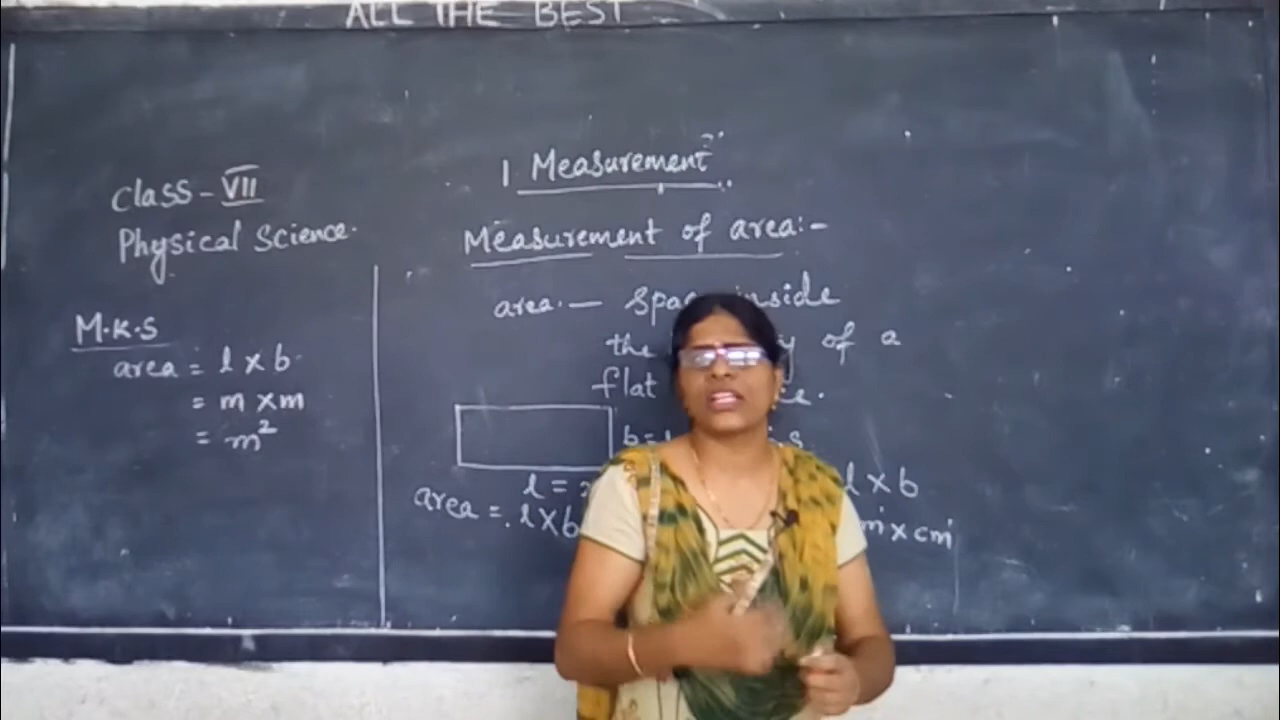 ALL THE BEST
Class - VII
Physical Science.
M.K.S
area = l x b
= m x m
= m²
1 Measurement
Measurement of area:-
area. — inside
the of a
flat
b =
l =
area = l x b
l x b
x cm